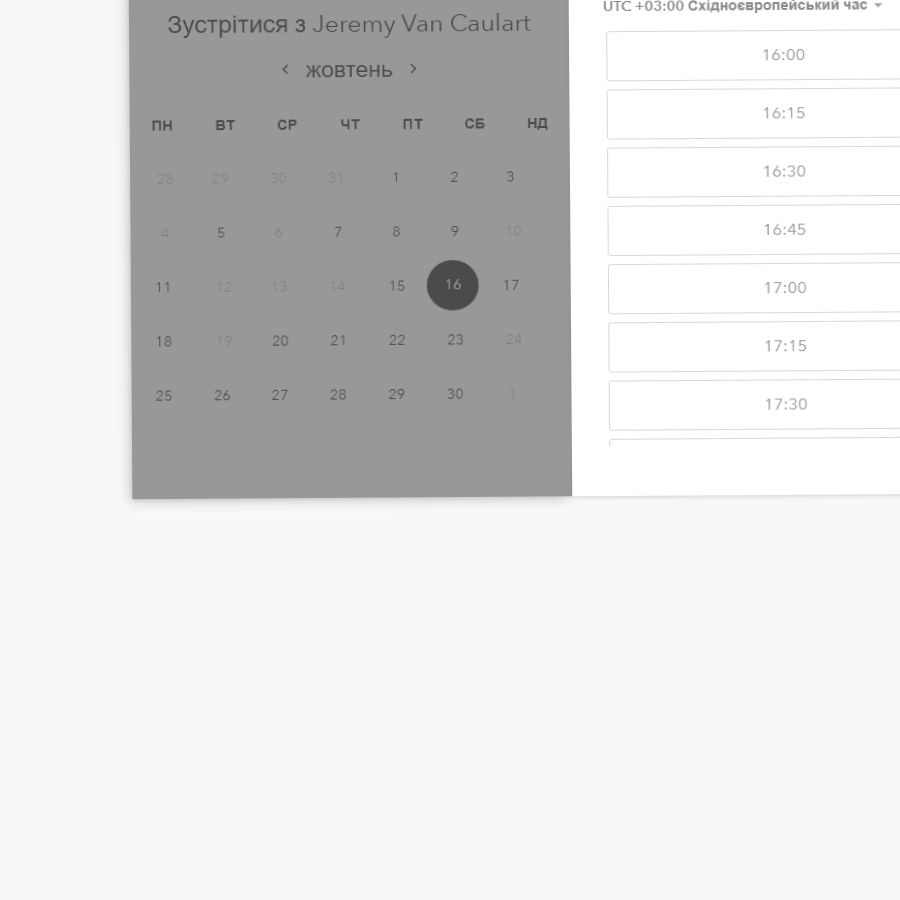 Зустрітися з Jeremy Van Caulart
жовтень
ПН ВТ СР ЧТ ПТ СБ НД
28 29 30 31 1 2 3
4 5 6 7 8 9 10
11 12 13 14 15 16 17
18 19 20 21 22 23 24
25 26 27 28 29 30 1
UTC +03:00 Східноєвропейський час
16:00
16:15
16:30
16:45
17:00
17:15
17:30